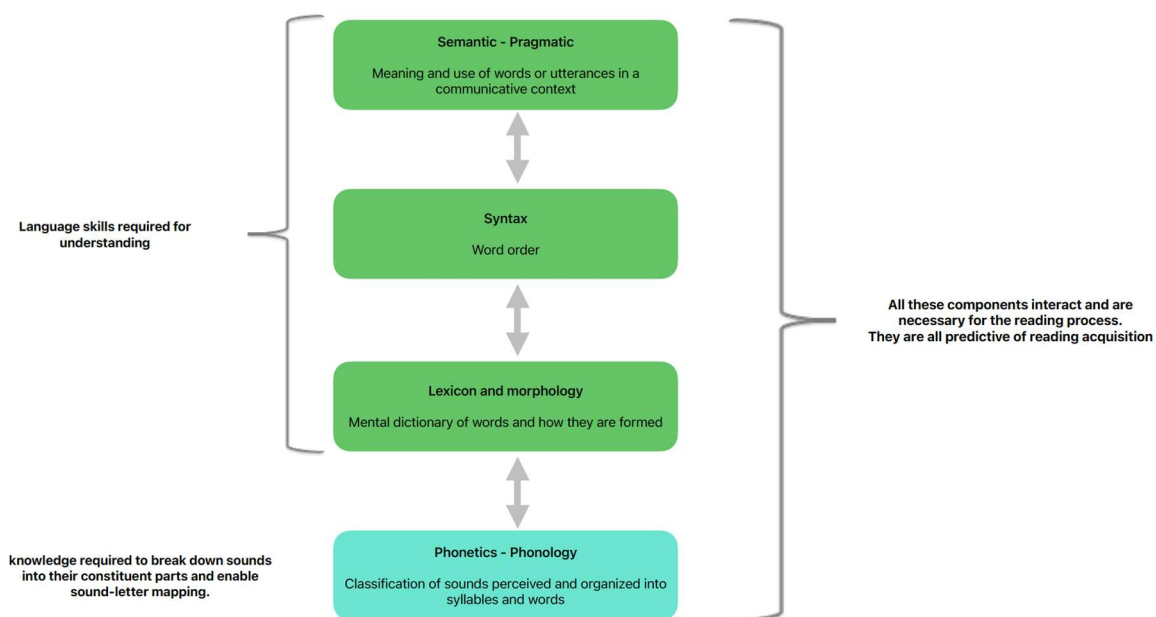 Semantic - Pragmatic
Meaning and use of words or utterances in a
communicative context
Syntax
Word order
Language skills required for
understanding
All these components interact and are
necessary for the reading process.
They are all predictive of reading acquisition
Lexicon and morphology
Mental dictionary of words and how they are formed
Phonetics - Phonology
Classification of sounds perceived and organized into
syllables and words
knowledge required to break down sounds
into their constituent parts and enable
sound-letter mapping.